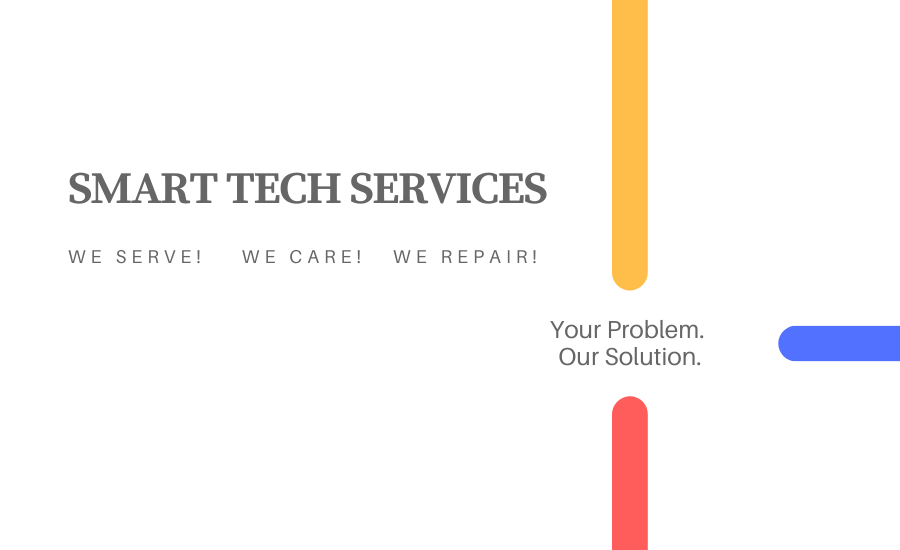 SMART TECH SERVICES
WE SERVE! WE CARE! WE REPAIR!
Your Problem.
Our Solution.